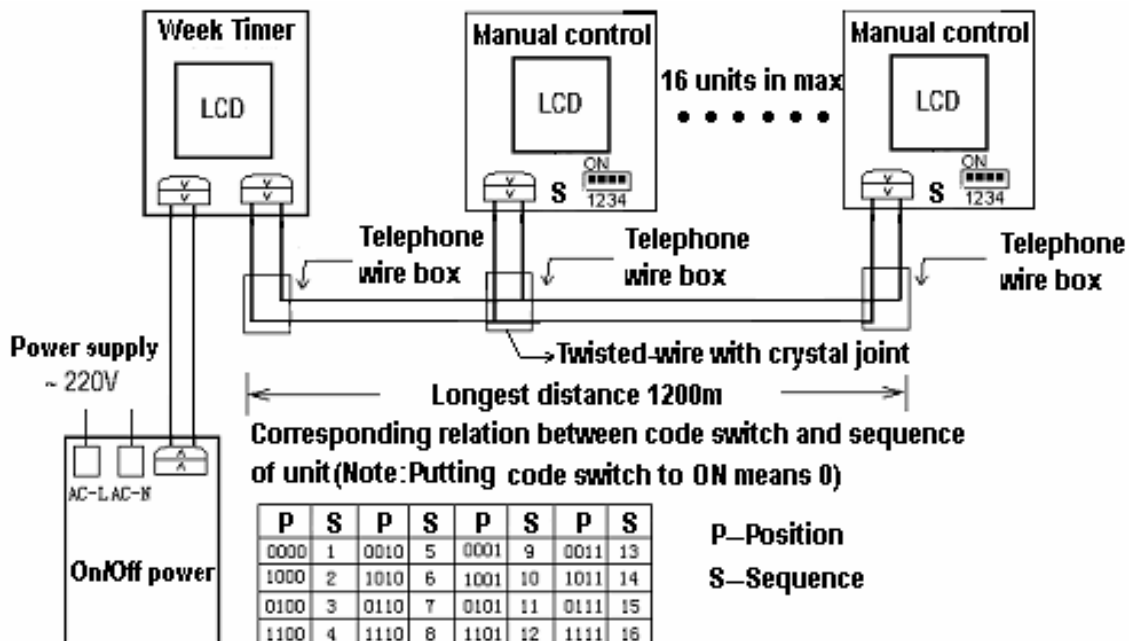 Week Timer
LCD
Manual control
LCD
ON
S
1234
16 units in max
Manual control
LCD
ON
S
1234
Telephone
wire box
Telephone
wire box
Telephone
wire box
Twisted-wire with crystal joint
Longest distance 1200m
Power supply
~ 220V
AC-L AC-N
On/Off power
Corresponding relation between code switch and sequence
of unit(Note:Putting code switch to ON means 0)
P S P S P S P S
0000 1 0010 5 0001 9 0011 13
1000 2 1010 6 1001 10 1011 14
0100 3 0110 7 0101 11 0111 15
1100 4 1110 8 1101 12 1111 16
P—Position
S—Sequence